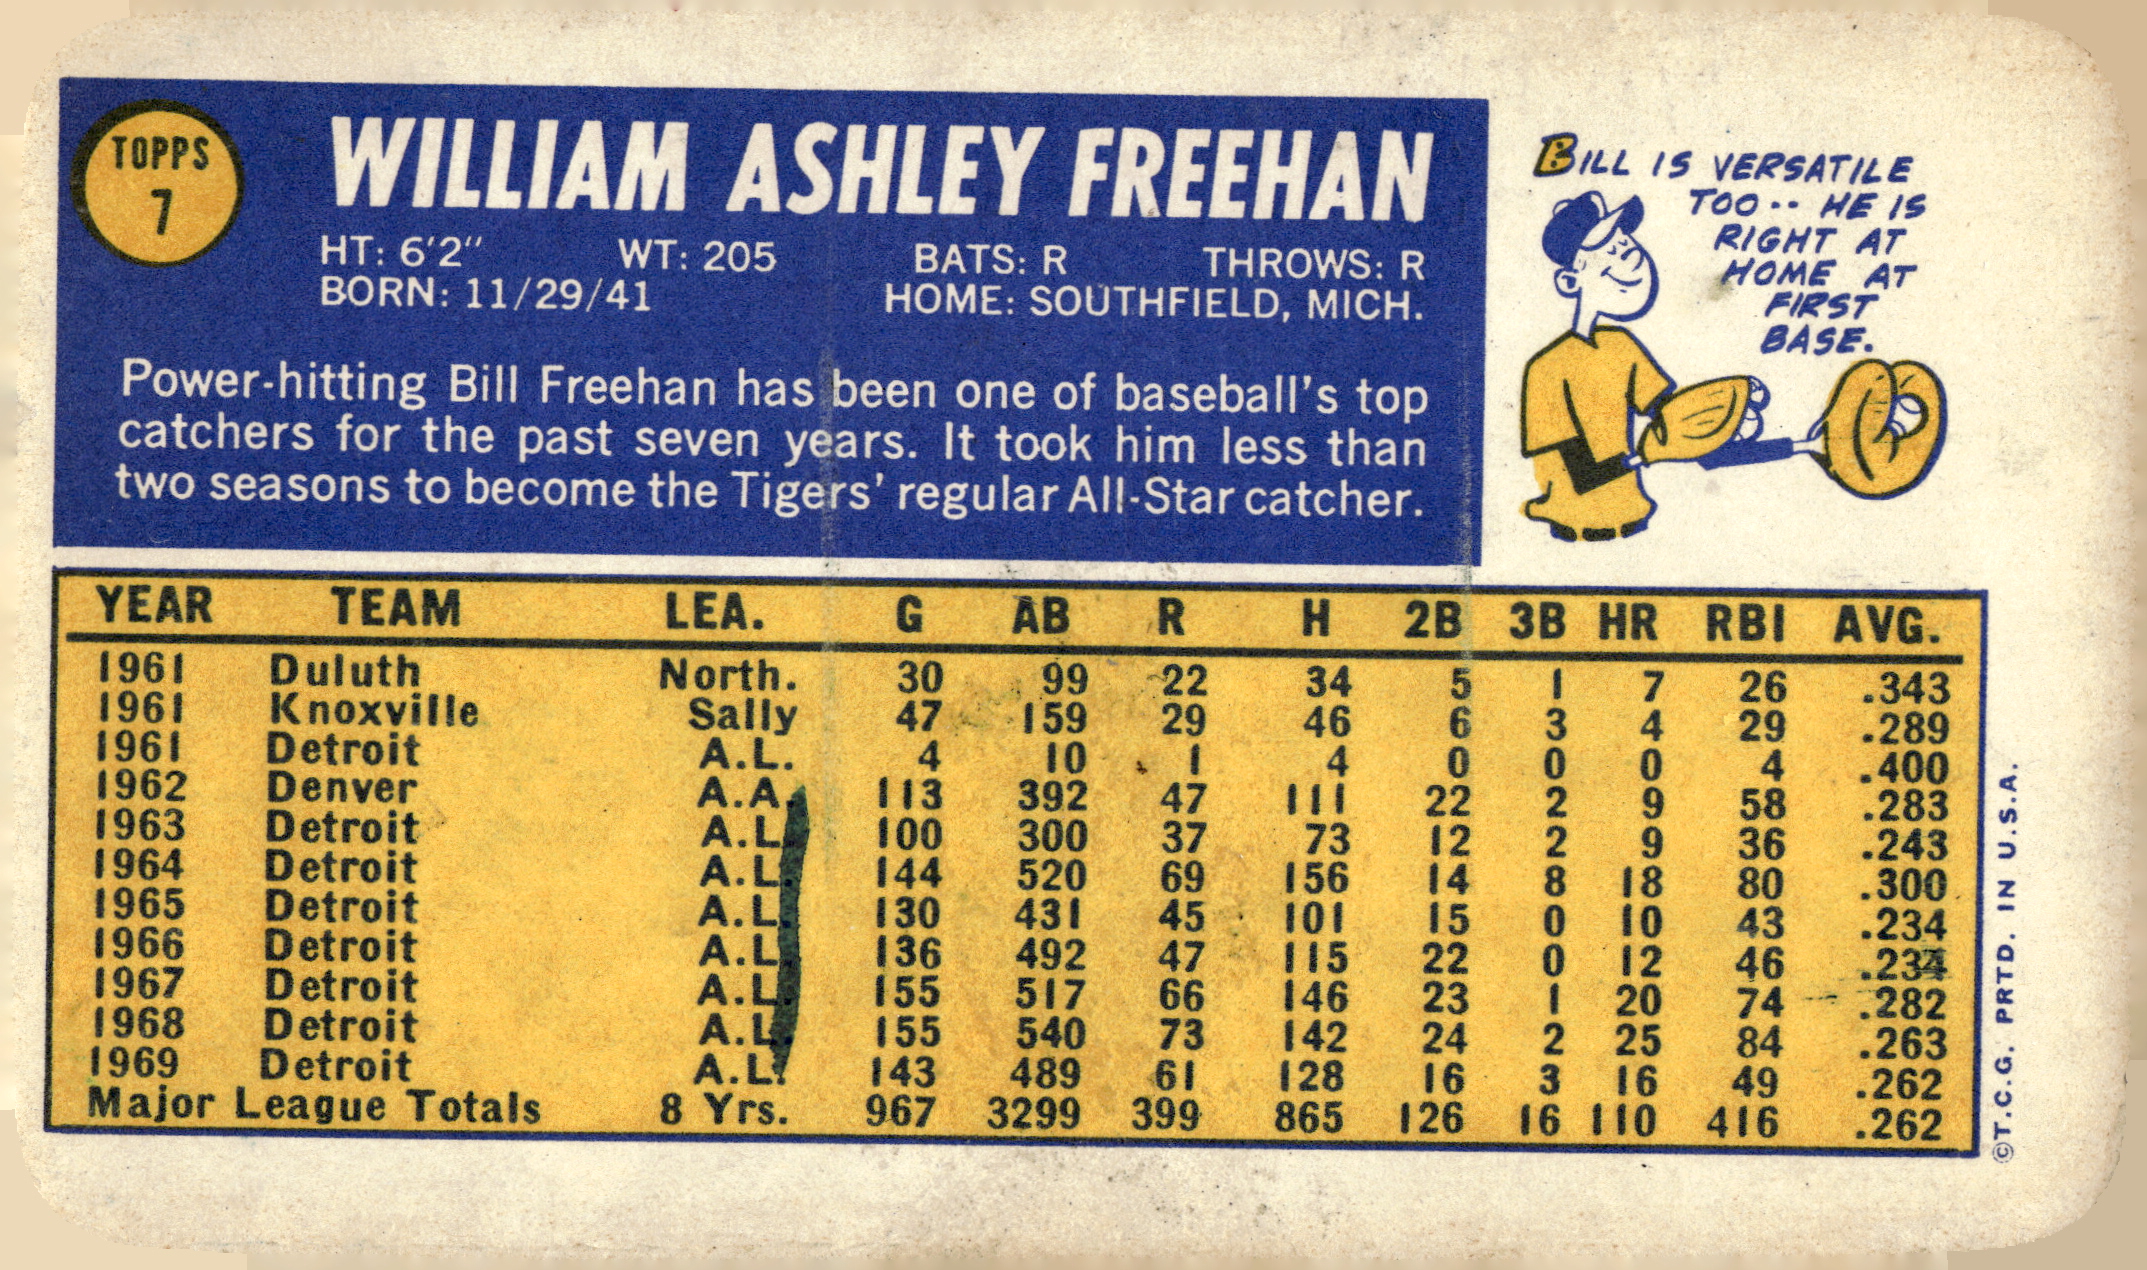 TOPPS
7
WILLIAM ASHLEY FREEHAN
HT: 6'2" WT: 205 BATS: R THROWS: R
BORN: 11/29/41 HOME: SOUTHFIELD, MICH.
Power-hitting Bill Freehan has been one of baseball's top
catchers for the past seven years. It took him less than
two seasons to become the Tigers' regular All-Star catcher.
BILL IS VERSATILE
TOO.. HE IS
RIGHT AT
HOME AT
FIRST
BASE.
YEAR TEAM LEA. G AB R H 2B 3B HR RBI AVG.
1961 Duluth North. 30 99 22 34 5 1 7 26 .343
1961 Knoxville Sally 47 159 29 46 6 3 4 29 .289
1961 Detroit A.L. 4 10 1 4 0 0 0 4 .400
1962 Denver A.A. 113 392 47 111 22 2 9 58 .283
1963 Detroit A.L. 100 300 37 73 12 2 9 36 .243
1964 Detroit A.L. 144 520 69 156 14 8 18 80 .300
1965 Detroit A.L. 130 431 45 101 15 0 10 43 .234
1966 Detroit A.L. 136 492 47 115 22 0 12 46 .234
1967 Detroit A.L. 155 517 66 146 23 1 20 74 .282
1968 Detroit A.L. 155 540 73 142 24 2 25 84 .263
1969 Detroit A.L. 143 489 61 128 16 3 16 49 .262
Major League Totals 8 Yrs. 967 3299 399 865 126 16 110 416 .262
©T.C.G. PRTD. IN U.S.A.